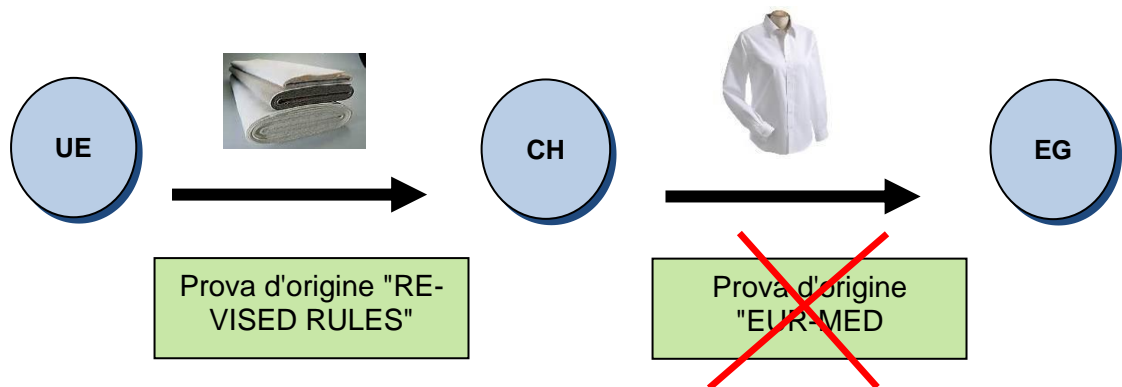 UE
CH
EG
Prova d'origine "RE-
VISED RULES"
Prova d'origine
"EUR-MED